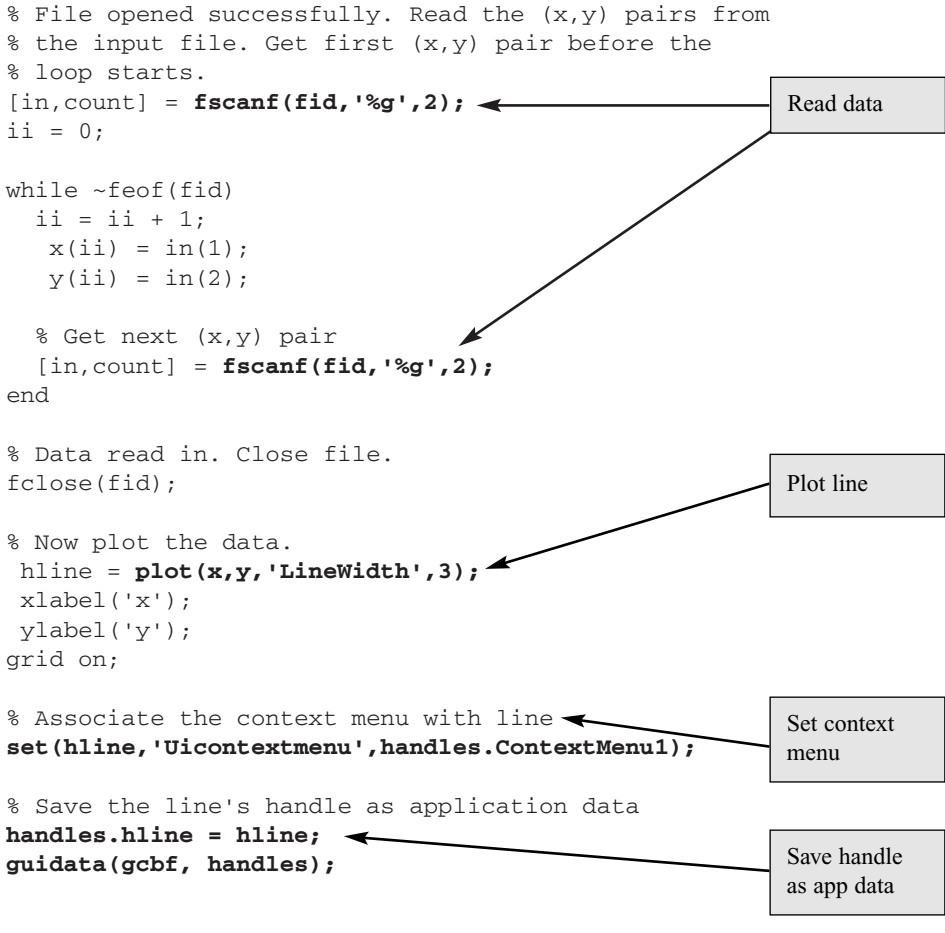 % File opened successfully. Read the (x,y) pairs from
% the input file. Get first (x,y) pair before the
% loop starts.
[in,count] = fscanf(fid,'%g',2);
Read data
ii = 0;
while ~feof(fid)
ii = ii + 1;
x(ii) = in(1);
y(ii) = in(2);
% Get next (x,y) pair
[in,count] = fscanf(fid,'%g',2);
end
% Data read in. Close file.
fclose(fid);
Plot line
% Now plot the data.
hline = plot(x,y,'LineWidth',3);
xlabel('x');
ylabel('y');
grid on;
% Associate the context menu with line
set(hline,'Uicontextmenu',handles.ContextMenu1);
Set context
menu
% Save the line's handle as application data
handles.hline = hline;
guidata(gcbf, handles);
Save handle
as app data